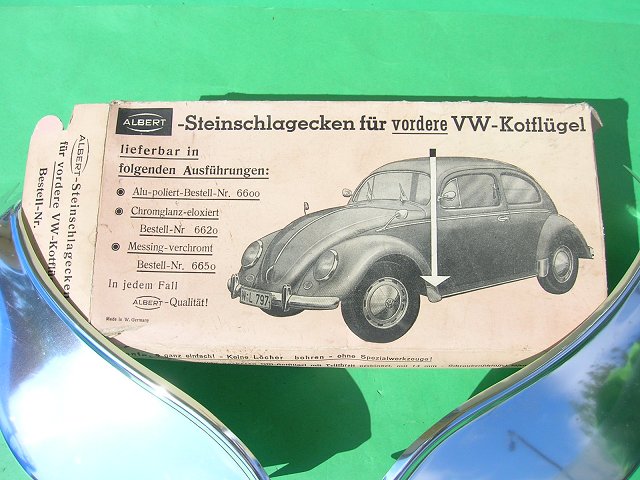 ALBERT -Steinschlagecken für vordere VW-Kotflügel
lieferbar in
folgenden Ausführungen:
Alu-poliert-Bestell-Nr. 6600
Chromglanz-eloxiert
Bestell-Nr 6620
Messing-verchromt
Bestell-Nr. 6650
In jedem Fall
ALBERT -Qualität!
Made in W. Germany
N-L 797
ganz einfach! - Keine Löcher bohren - ohne Spezialwerkzeuge!
ALBERT -Steinschlagecken
für vordere VW-Kotflü
Bestell-Nr.